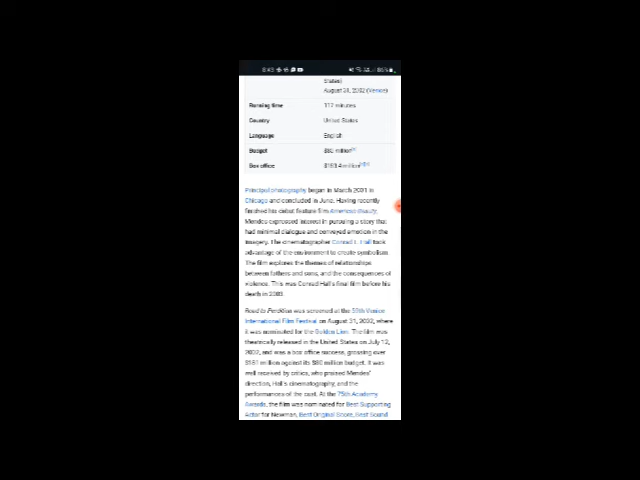 States)
August 31, 2002 (Venice)
Running time 117 minutes
Country United States
Language English
Budget $80 million
Box office million
Principal photography began in March 2001 in
Chicago and concluded in June. Having recently
finished his debut feature film American Beauty,
Mendes expressed interest in pursuing a story that
had minimal dialogue and conveyed emotion in the
imagery. The cinematographer Conrad L. Hall took
advantage of the environment to create symbolism.
The film explores the themes of relationships
between fathers and sons, and the consequences of
violence. This was Conrad Hall's final film before his
death in 2003.
Road to Perdition was screened at the 59th Venice
International Film Festival on August 31, 2002, where
it was nominated for the Golden Lion. The film was
theatrically released in the United States on July 12,
2002, and was a box office success, grossing over
$181 million against its $80 million budget. It was
well received by critics, who praised Mendes'
direction, Hall's cinematography, and the
performances of the cast. At the 75th Academy
Awards, the film was nominated for Best Supporting
Actor for Newman, Best Original Score, Best Sound